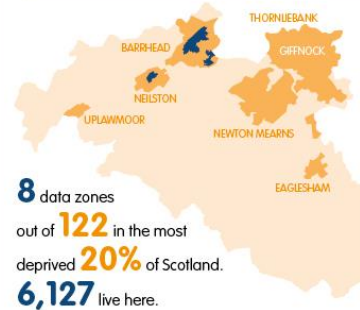 THORNLIEBANK
BARRHEAD
GIFFNOCK
NEILSTON
UPLAWMOOR
NEWTON MEARNS
EAGLESHAM
8 data zones
out of 122 in the most
deprived 20% of Scotland.
6,127 live here.